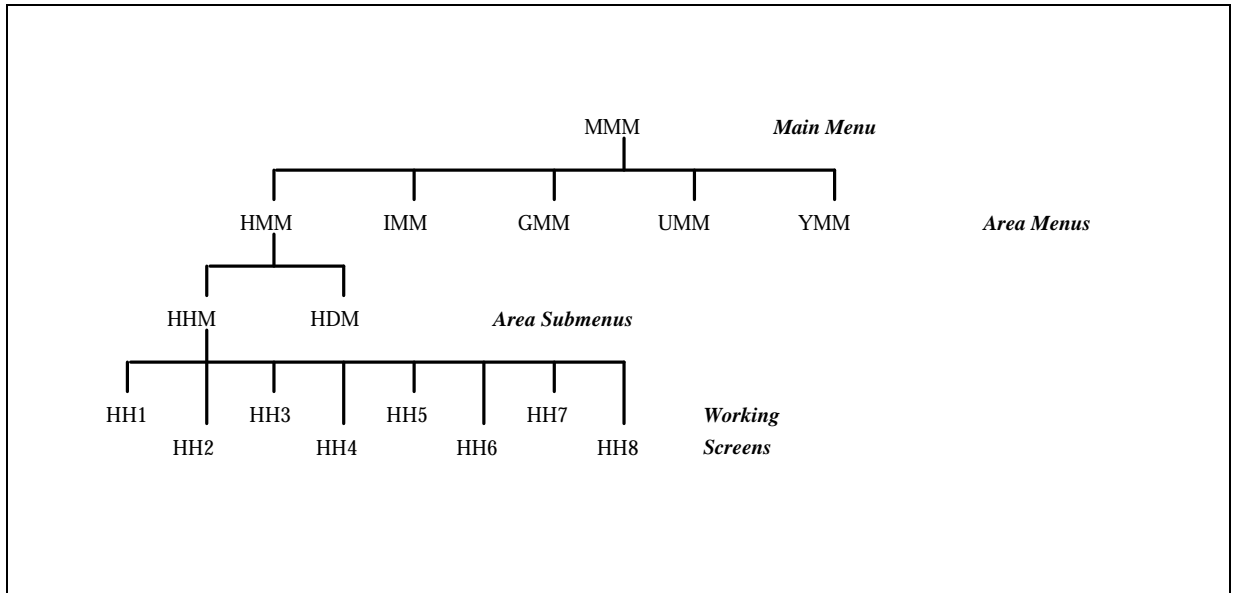 MMM Main Menu
HMM IMM GMM UMM YMM Area Menus
HHM HDM Area Submenus
HH1 HH3 HH5 HH7 Working
HH2 HH4 HH6 HH8 Screens